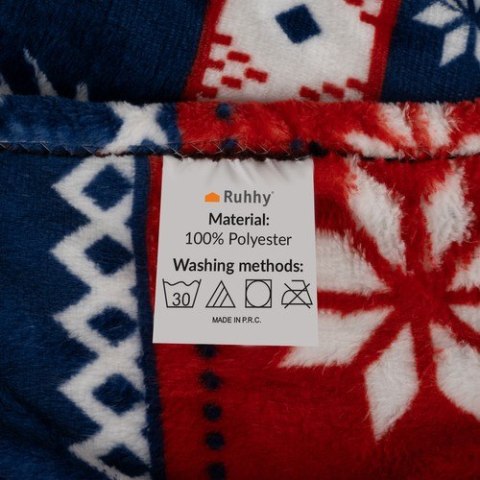 Ruhhy
Material:
100% Polyester
Washing methods:
30
MADE IN P.R.C.